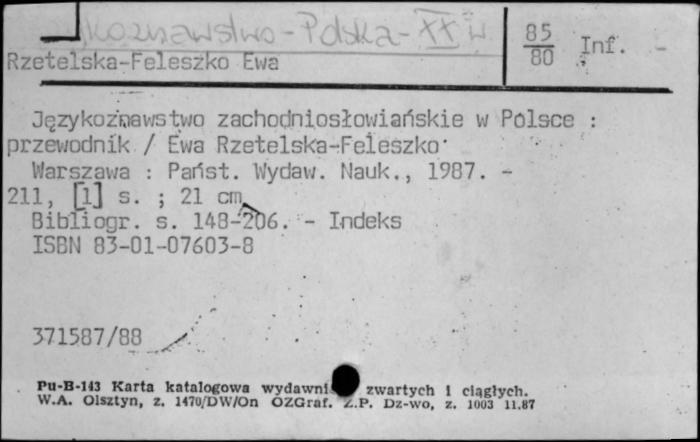 Językoznawstwo - Polska - XX w
85
80
Inf. -
Rzetelska-Feleszko Ewa
Językoznawstwo zachodniosłowiańskie w Polsce :
przewodnik / Ewa Rzetelska-Feleszko
Warszawa : Państ. Wydaw. Nauk., 1987. -
211, [1] s. ; 21 cm
Bibliogr. s. 148-206. - Indeks
ISBN 83-01-07603-8
371587/88
Pu-B-143 Karta katalogowa zwartych i ciągłych.
W.A. Olsztyn, z. 1470/DW/On OZGraf. Z.P. Dz-wo, z. 1003 11.87